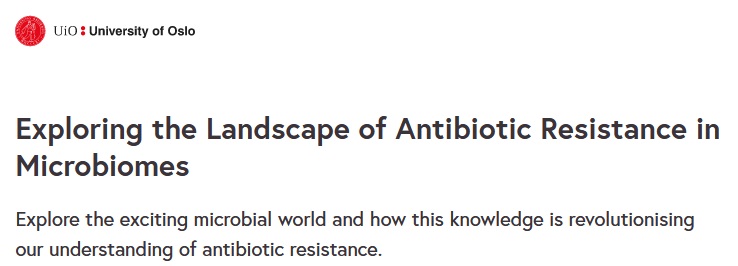 UiO : University of Oslo
Exploring the Landscape of Antibiotic Resistance in
Microbiomes
Explore the exciting microbial world and how this knowledge is revolutionising
our understanding of antibiotic resistance.